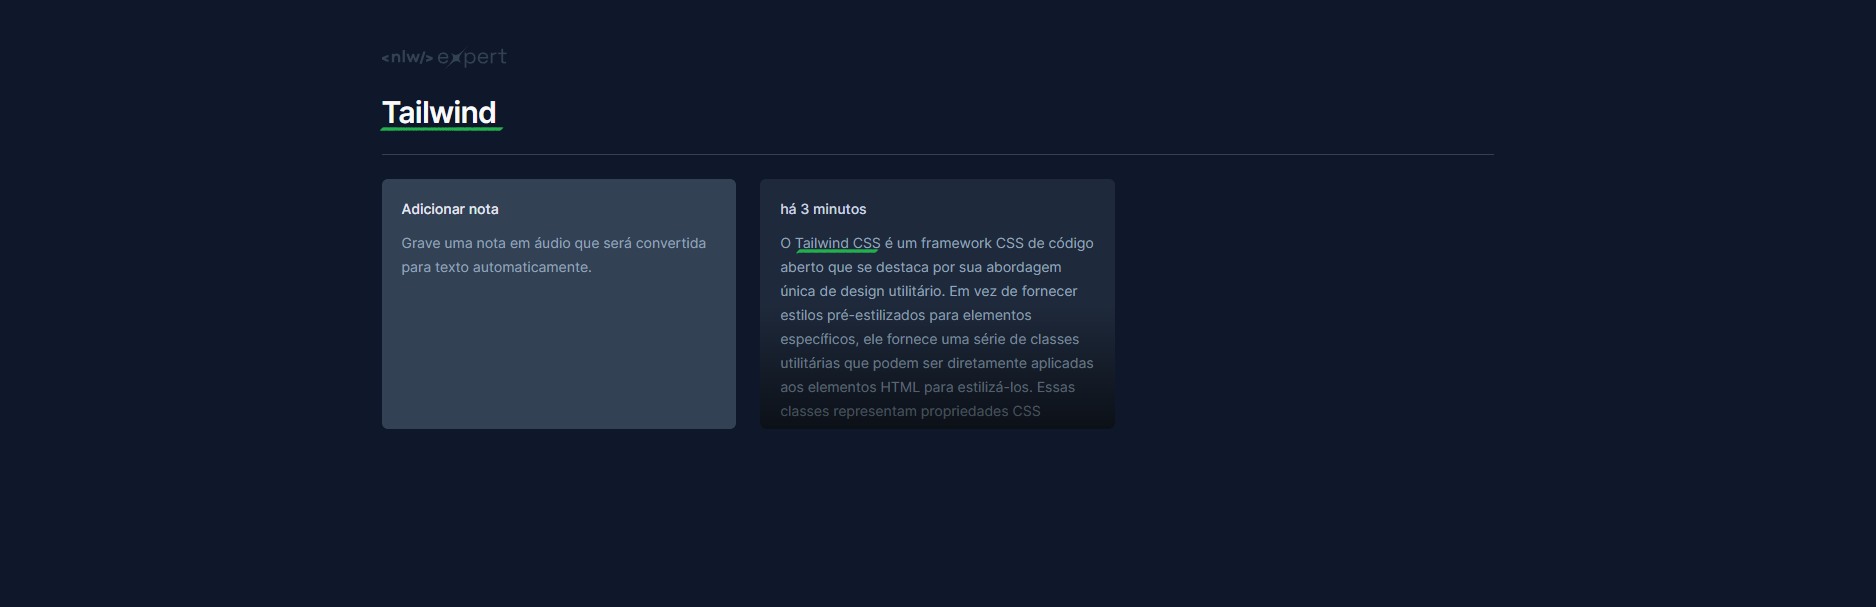 <nlw/> expert
Tailwind
Adicionar nota
Grave uma nota em áudio que será convertida
para texto automaticamente.
há 3 minutos
O Tailwind CSS é um framework CSS de código
aberto que se destaca por sua abordagem
única de design utilitário. Em vez de fornecer
estilos pré-estilizados para elementos
específicos, ele fornece uma série de classes
utilitárias que podem ser diretamente aplicadas
aos elementos HTML para estilizá-los. Essas
classes representam propriedades CSS